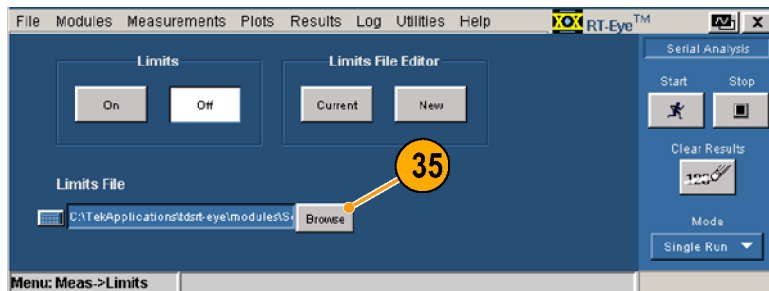 File Modules Measurements Plots Results Log Utilities Help RT-Eye™ X
Serial Analysis
Limits Limits File Editor
Start Stop
On Off Current New
Clear Results
35
Limits File
C:\TekApplications\tdsrt-eye\modules\S Browse
Mode
Single Run
Menu: Meas->Limits